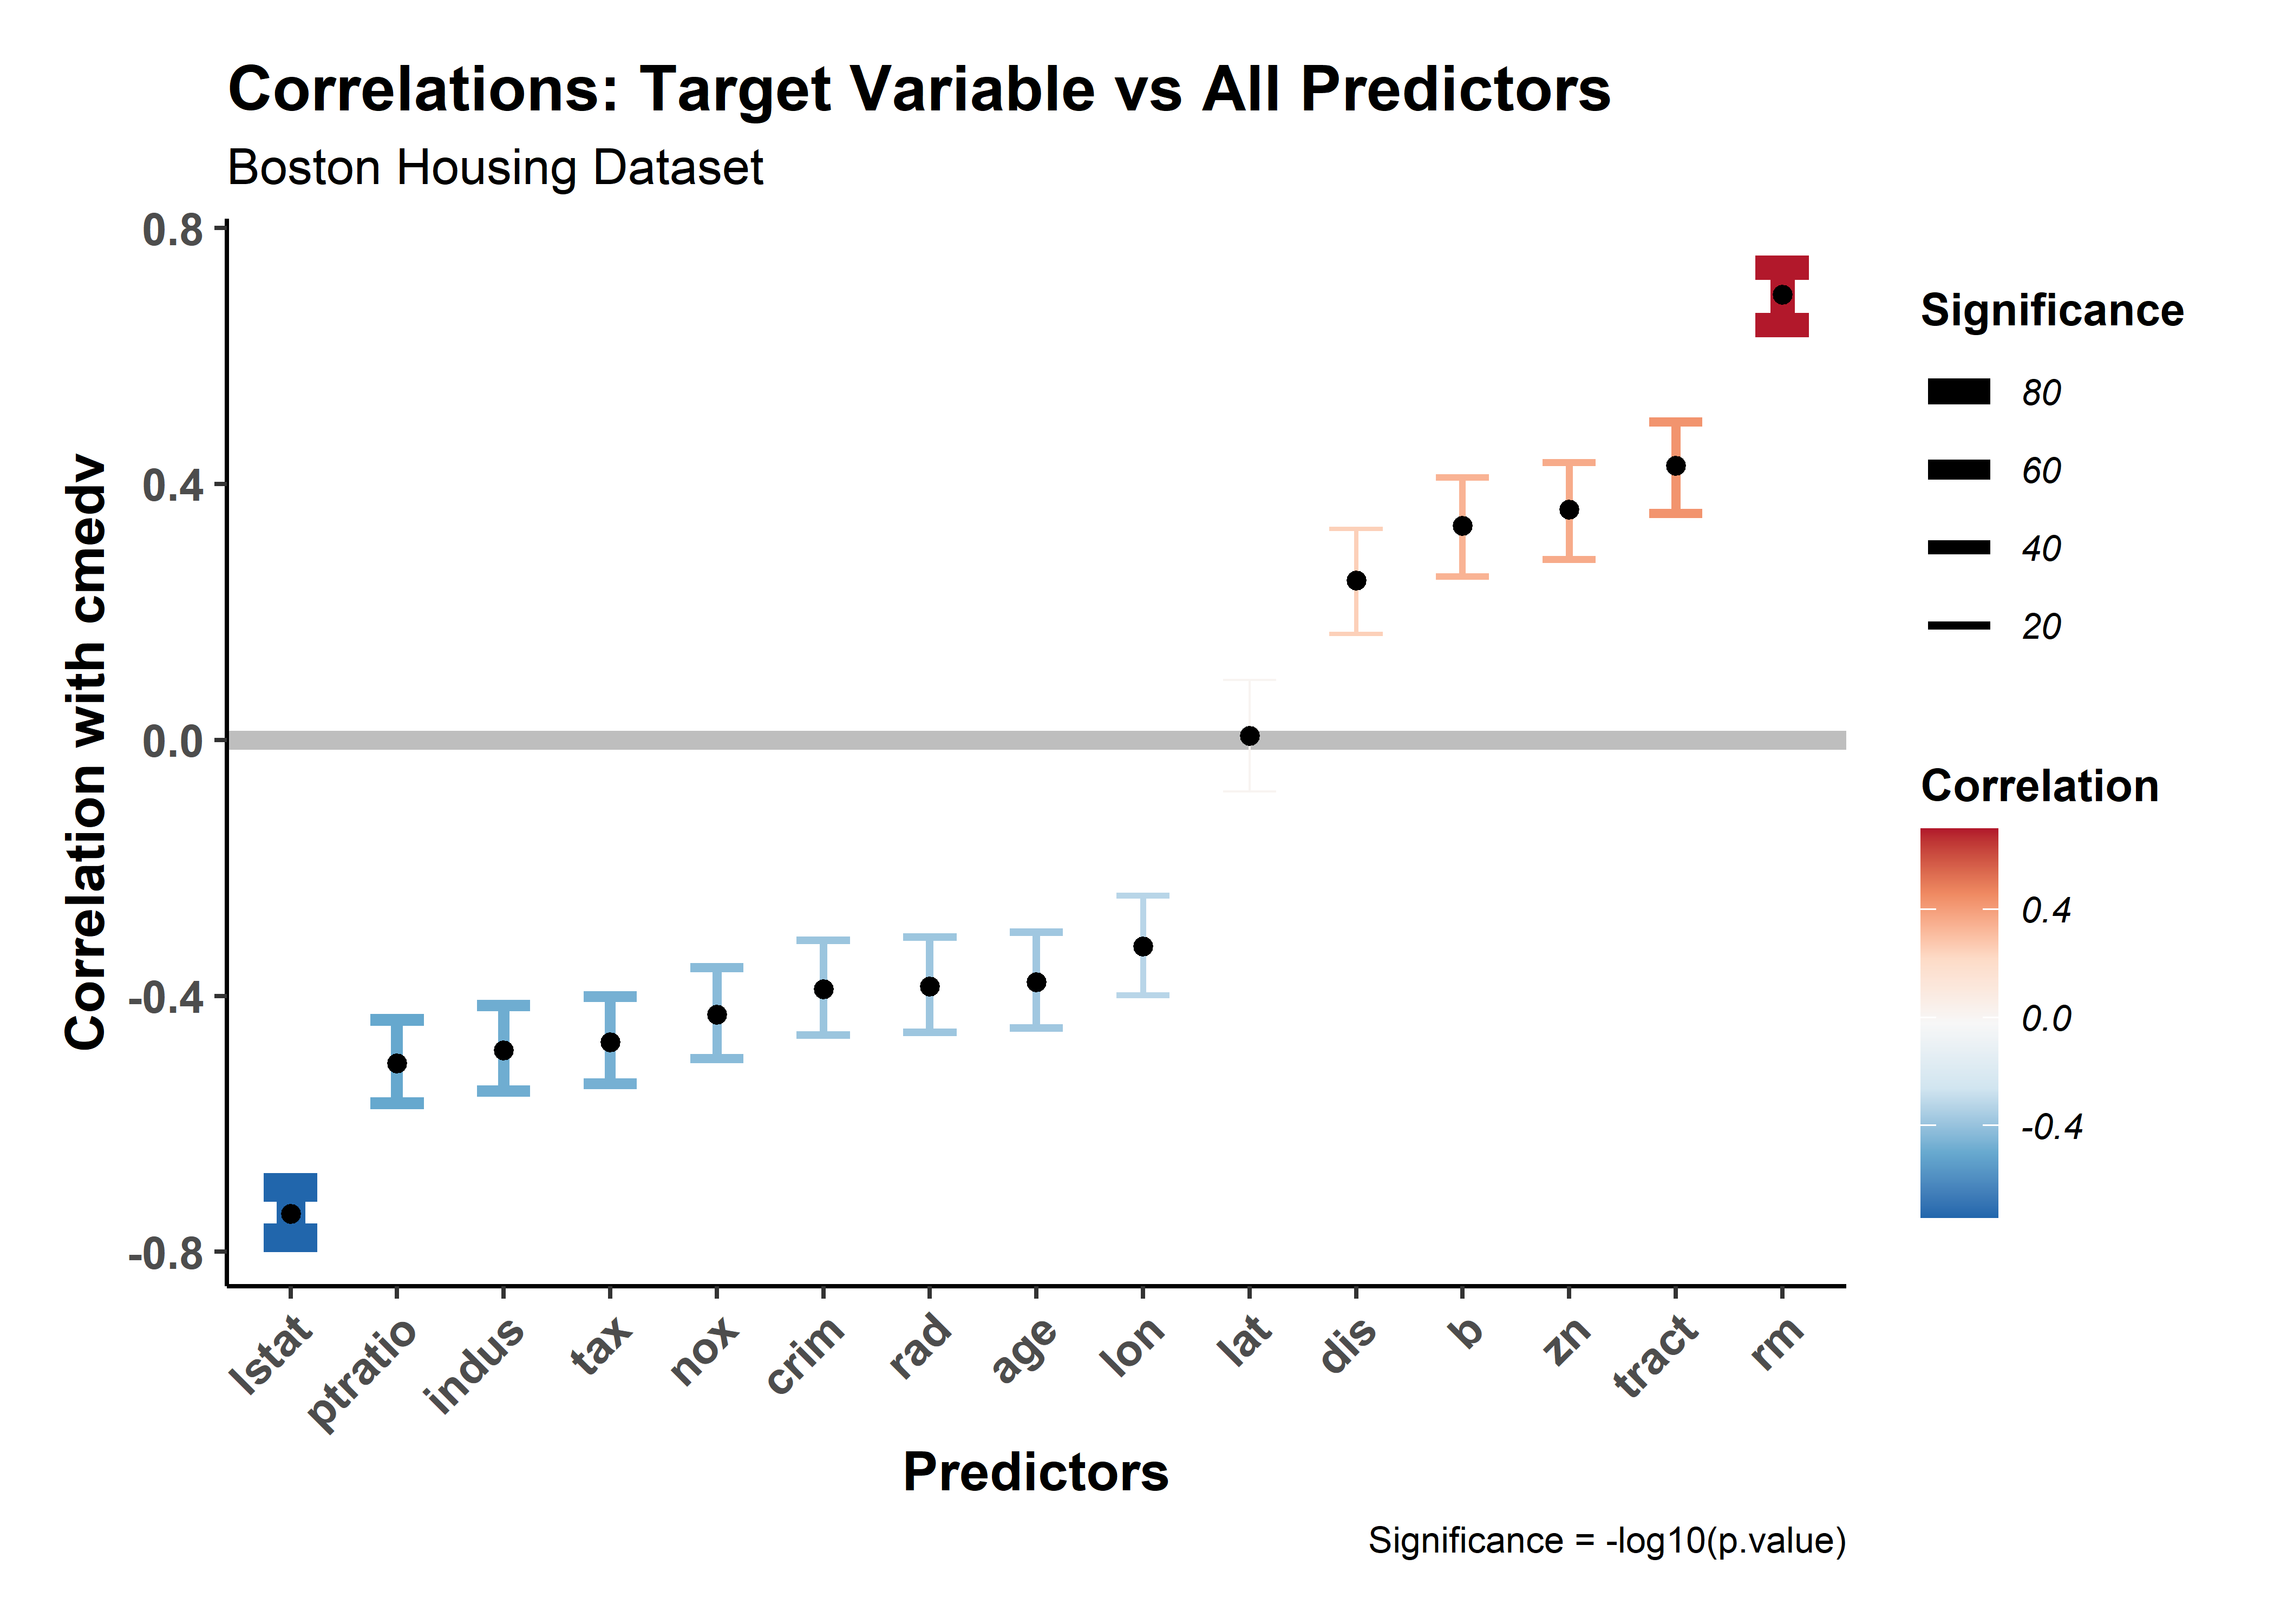 Correlations: Target Variable vs All Predictors
Boston Housing Dataset
Correlation with cmedv
0.8
0.4
0.0
-0.4
-0.8
lstat
ptratio
indus
tax
nox
crim
rad
age
lon
lat
dis
b
zn
tract
rm
Predictors
Significance
80
60
40
20
Correlation
0.4
0.0
-0.4
Significance = -log10(p.value)